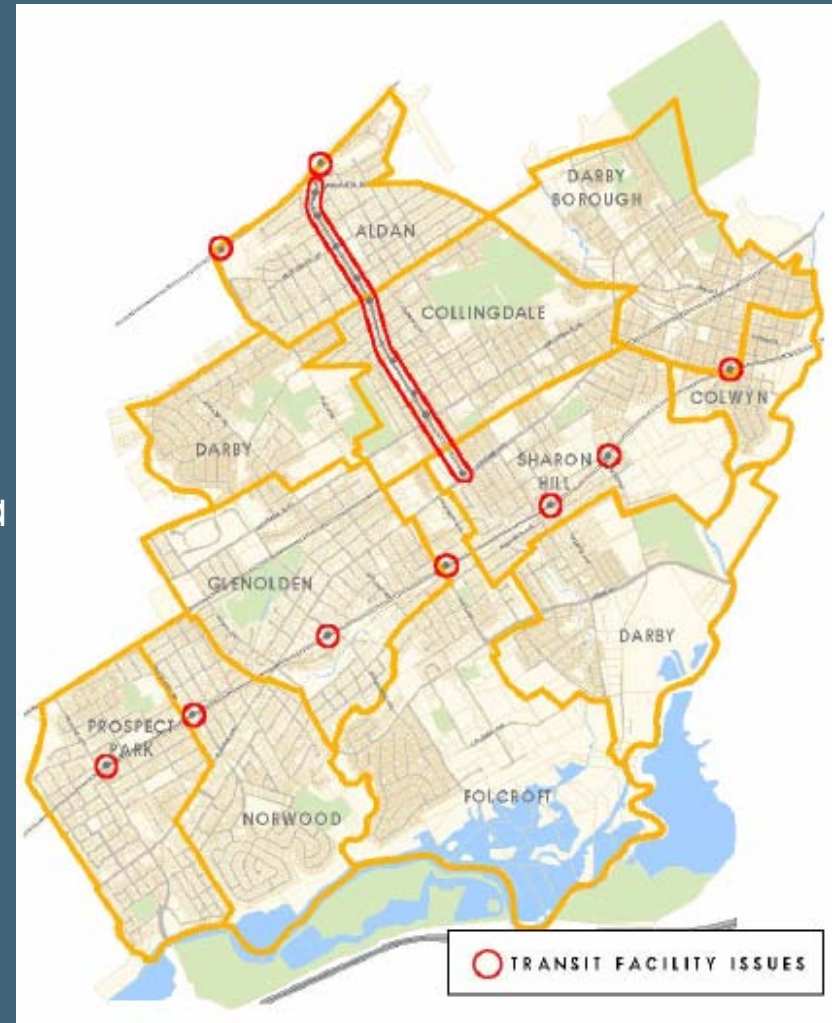 DARBY
BOROUGH
ALDAN
COLLINGDALE
COLWYN
DARBY
SHARON
HILL
GLENOLDEN
DARBY
PROSPECT
PARK
NORWOOD
FOLCROFT
TRANSIT FACILITY ISSUES